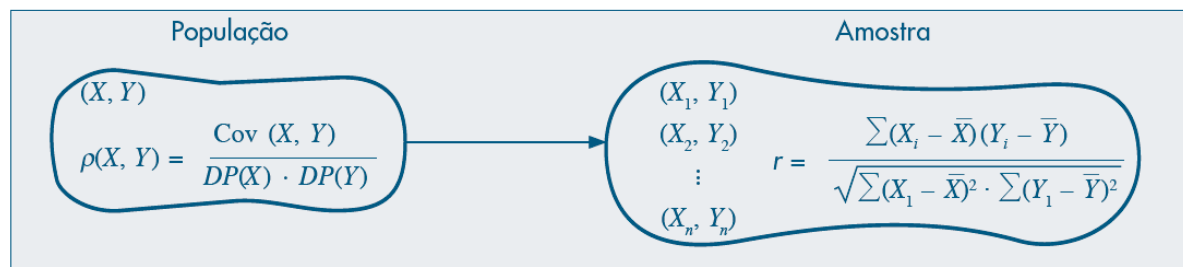 População
(X, Y)
ρ(X, Y) = Cov (X, Y) / DP(X) · DP(Y)
Amostra
(X₁, Y₁)
(X₂, Y₂)
⋮
(Xₙ, Yₙ)
r = ∑(Xᵢ – X̅) (Yᵢ – Y̅) / √∑(X₁ – X̅)² · ∑(Y₁ – Y̅)²